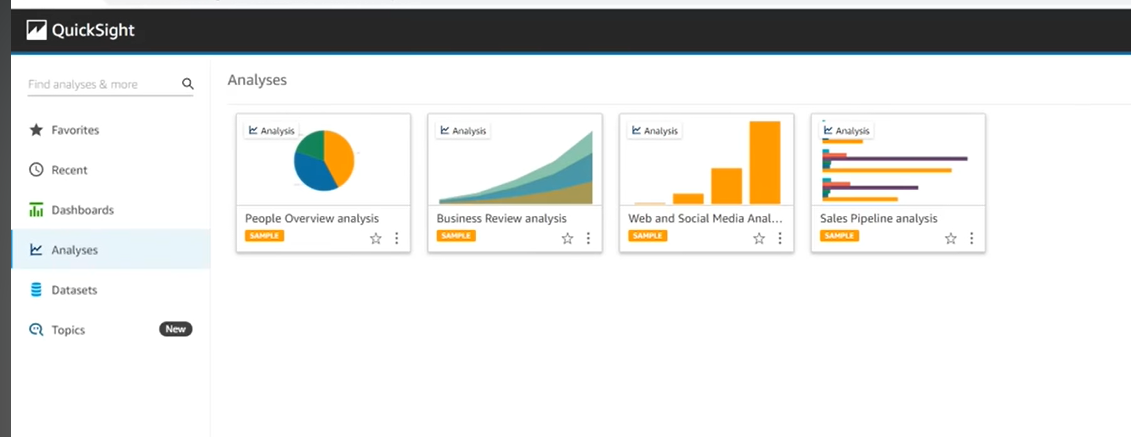 QuickSight
Find analyses & more
Favorites
Recent
Dashboards
Analyses
Datasets
Topics New
Analyses
Analysis
People Overview analysis
SAMPLE
Analysis
Business Review analysis
SAMPLE
Analysis
Web and Social Media Anal...
SAMPLE
Analysis
Sales Pipeline analysis
SAMPLE